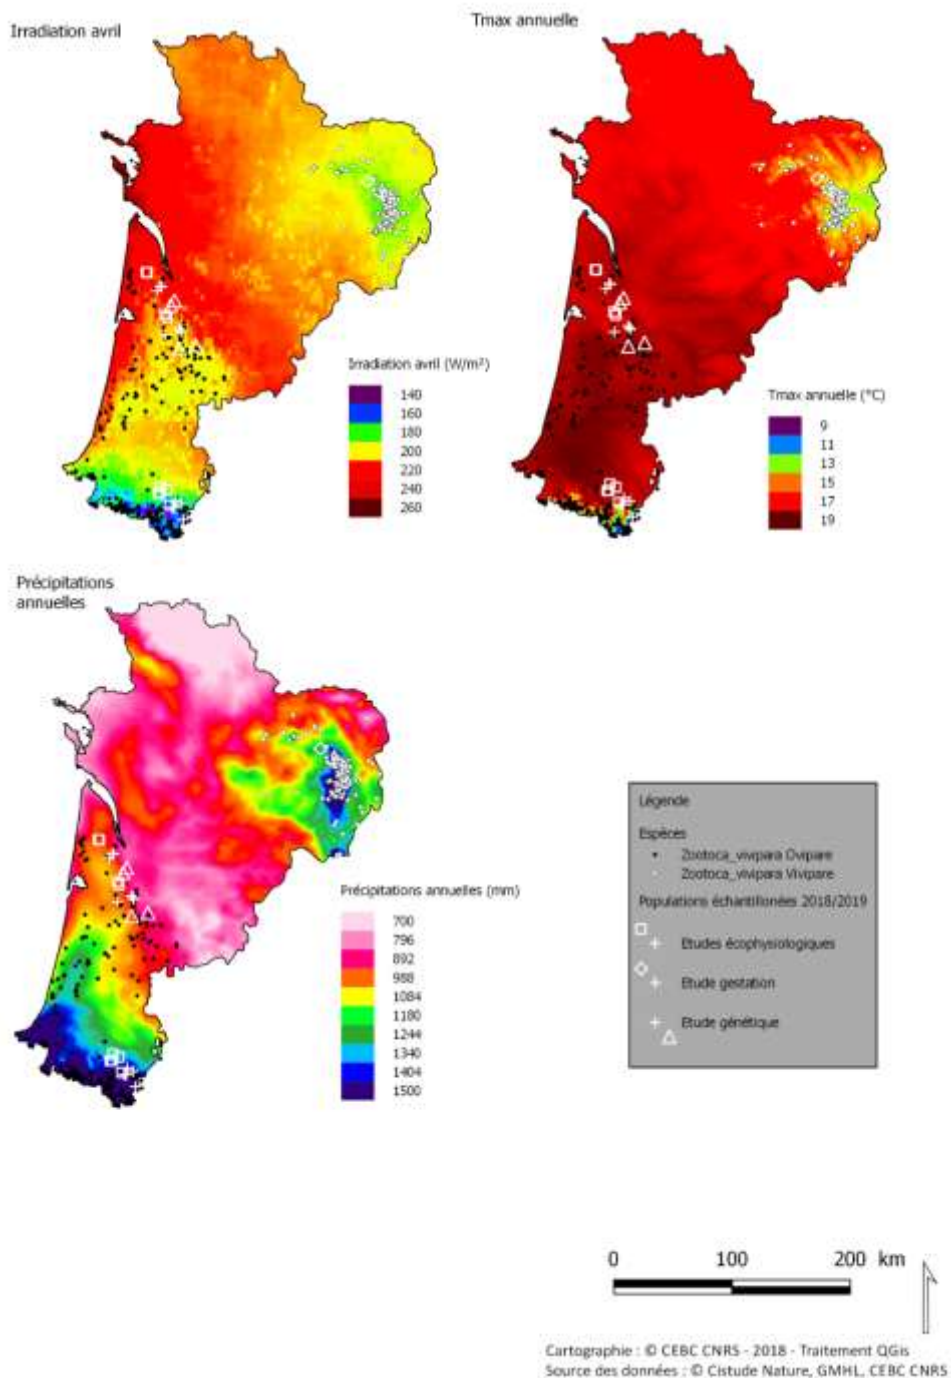 Irradiation avril
Tmax annuelle
Irradiation avril (W/m²)
140
160
180
200
220
240
260
Tmax annuelle (°C)
9
11
13
15
17
19
Précipitations
annuelles
Précipitations annuelles (mm)
700
796
892
988
1084
1180
1244
1340
1404
1500
Légende
Espèces
Zootoca_vivipara Ovipare
Zootoca_vivipara Vivipare
Populations échantillonées 2018/2019
Etudes écophysiologiques
Etude gestation
Etude génétique
0 100 200 km
Cartographie : © CEBC CNRS - 2018 - Traitement QGis
Source des données : © Cistude Nature, GMHL, CEBC CNRS